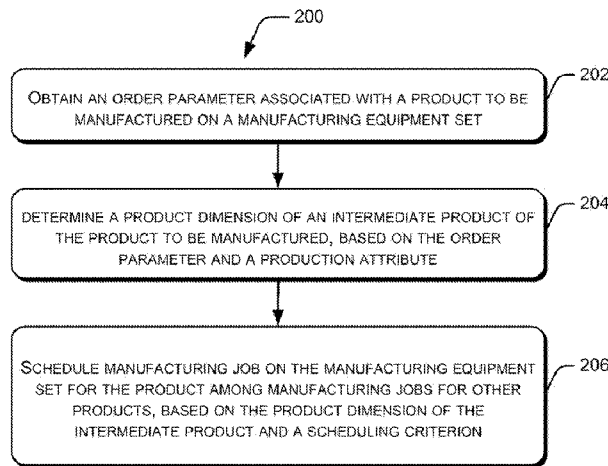 200
202
OBTAIN AN ORDER PARAMETER ASSOCIATED WITH A PRODUCT TO BE
MANUFACTURED ON A MANUFACTURING EQUIPMENT SET
204
DETERMINE A PRODUCT DIMENSION OF AN INTERMEDIATE PRODUCT OF
THE PRODUCT TO BE MANUFACTURED, BASED ON THE ORDER
PARAMETER AND A PRODUCTION ATTRIBUTE
206
SCHEDULE MANUFACTURING JOB ON THE MANUFACTURING EQUIPMENT
SET FOR THE PRODUCT AMONG MANUFACTURING JOBS FOR OTHER
PRODUCTS, BASED ON THE PRODUCT DIMENSION OF THE
INTERMEDIATE PRODUCT AND A SCHEDULING CRITERION